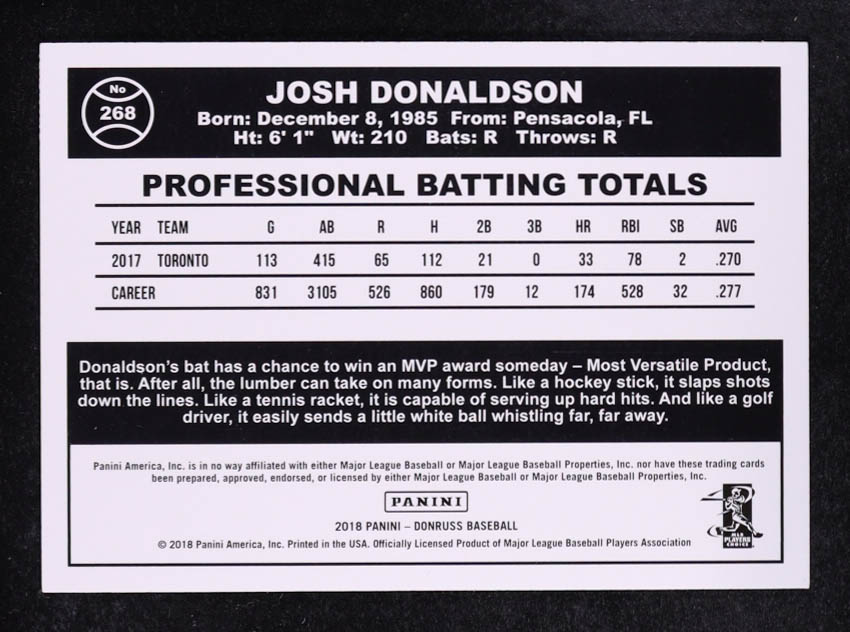 No
268
JOSH DONALDSON
Born: December 8, 1985 From: Pensacola, FL
Ht: 6' 1" Wt: 210 Bats: R Throws: R
PROFESSIONAL BATTING TOTALS
YEAR TEAM G AB R H 2B 3B HR RBI SB AVG
2017 TORONTO 113 415 65 112 21 0 33 78 2 .270
CAREER 831 3105 526 860 179 12 174 528 32 .277
Donaldson's bat has a chance to win an MVP award someday – Most Versatile Product,
that is. After all, the lumber can take on many forms. Like a hockey stick, it slaps shots
down the lines. Like a tennis racket, it is capable of serving up hard hits. And like a golf
driver, it easily sends a little white ball whistling far, far away.
Panini America, Inc. is in no way affiliated with either Major League Baseball or Major League Baseball Properties, Inc. nor have these trading cards
been prepared, approved, endorsed, or licensed by either Major League Baseball or Major League Baseball Properties, Inc.
PANINI
2018 PANINI – DONRUSS BASEBALL
© 2018 Panini America, Inc. Printed in the USA. Officially Licensed Product of Major League Baseball Players Association
MLB
PLAYERS
CHOICE